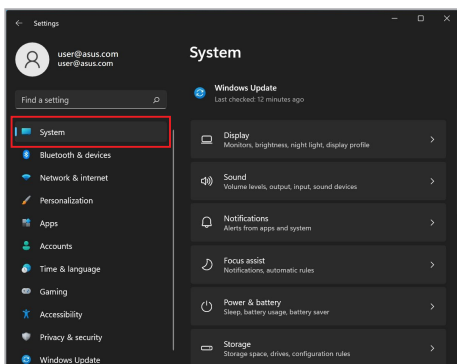 Settings
user@asus.com
user@asus.com
Find a setting
System
Bluetooth & devices
Network & internet
Personalization
Apps
Accounts
Time & language
Gaming
Accessibility
Privacy & security
Windows Update
System
Windows Update
Last checked: 12 minutes ago
Display
Monitors, brightness, night light, display profile
Sound
Volume levels, output, input, sound devices
Notifications
Alerts from apps and system
Focus assist
Notifications, automatic rules
Power & battery
Sleep, battery usage, battery saver
Storage
Storage space, drives, configuration rules